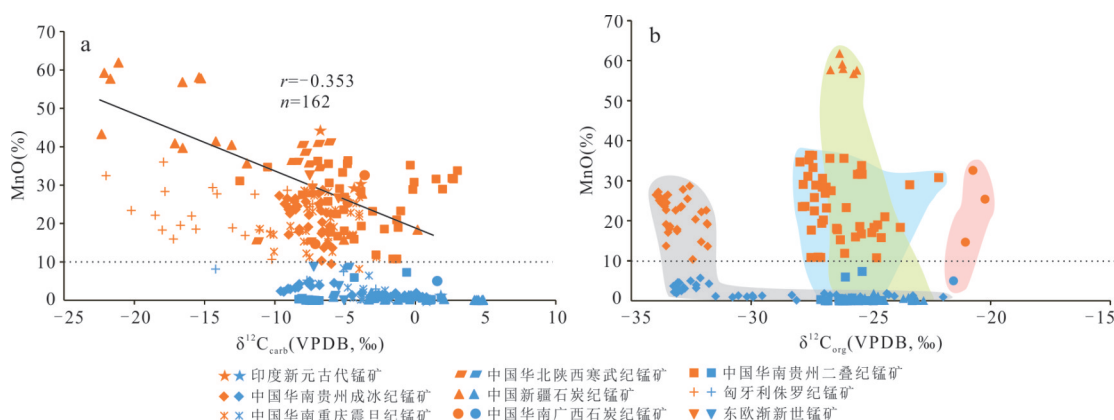 a
70
60
50
40
30
20
10
0
MnO(%)
r=−0.353
n=162
−25 −20 −15 −10 −5 0 5 10
δ¹²C_carb(VPDB, ‰)
b
70
60
50
40
30
20
10
0
MnO(%)
−35 −30 −25 −20 −15
δ¹²C_org(VPDB, ‰)
印度新元古代锰矿 中国华北陕西寒武纪锰矿 中国华南贵州二叠纪锰矿
中国华南贵州成冰纪锰矿 中国新疆石炭纪锰矿 匈牙利侏罗纪锰矿
中国华南重庆震旦纪锰矿 中国华南广西石炭纪锰矿 东欧渐新世锰矿